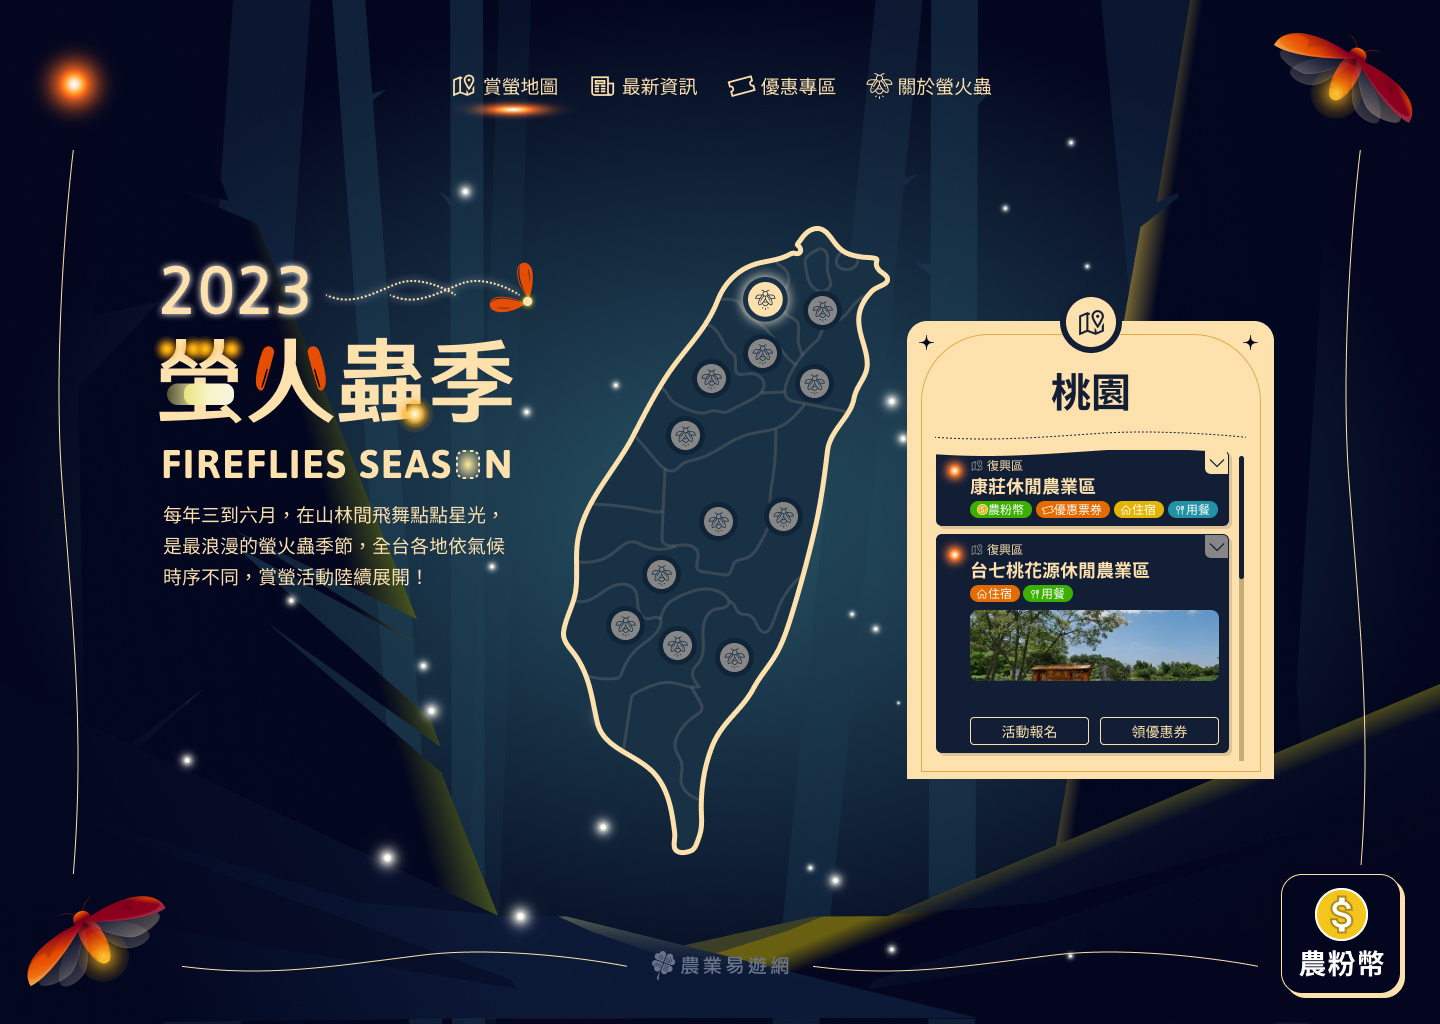 賞螢地圖
最新資訊
優惠專區
關於螢火蟲
2023
螢火蟲季
FIREFLIES SEASON
每年三到六月，在山林間飛舞點點星光，
是最浪漫的螢火蟲季節，全台各地依氣候
時序不同，賞螢活動陸續展開！
桃園
復興區
康莊休閒農業區
農粉幣 優惠票券 住宿 用餐
復興區
台七桃花源休閒農業區
住宿 用餐
活動報名 領優惠券
農業易遊網
農粉幣